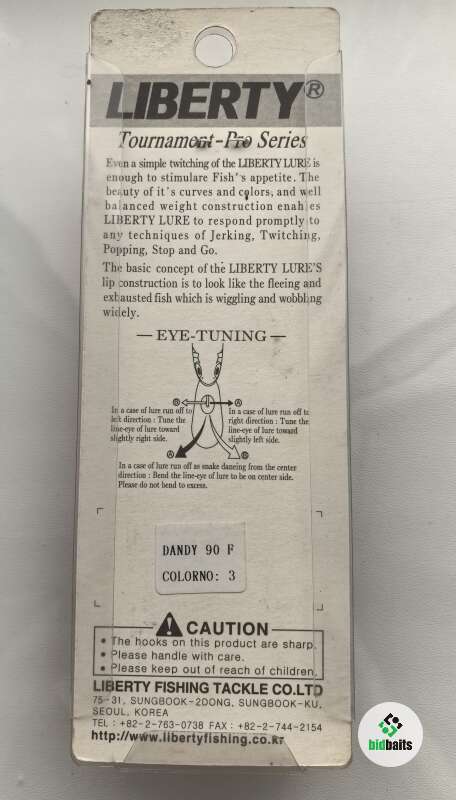 LIBERTY®
Tournament-Pro Series
Even a simple twitching of the LIBERTY LURE is
enough to stimulare Fish's appetite. The
beauty of it's curves and colors, and well
balanced weight construction enables
LIBERTY LURE to respond promptly to
any techniques of Jerking, Twitching,
Popping, Stop and Go.
The basic concept of the LIBERTY LURE'S
lip construction is to look like the fleeing and
exhausted fish which is wiggling and wobbling
widely.
— EYE-TUNING —
B A
In a case of lure run off to
left direction : Tune the
line-eye of lure toward
slightly right side.
In a case of lure run off to
right direction : Tune the
line-eye of lure toward
slightly left side.
A B
In a case of lure run off as snake danceing from the center
direction : Bend the line-eye of lure to be on center side.
Please do not bend to excess.
DANDY 90 F
COLORNO: 3
CAUTION
• The hooks on this product are sharp.
• Please handle with care.
• Please keep out of reach of children.
LIBERTY FISHING TACKLE CO.LTD
75-31, SUNGBOOK-2DONG, SUNGBOOK-KU,
SEOUL, KOREA
TEL : +82-2-763-0738 FAX : +82-2-744-2154
http://www.libertyfishing.co.kr
bidbaits